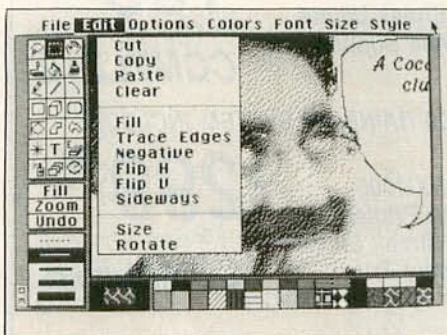 File Edit Options Colors Font Size Style
Cut
Copy
Paste
Clear
Fill
Trace Edges
Negative
Flip H
Flip V
Sideways
Size
Rotate
A Coco
clu
T
Fill
Zoom
Undo